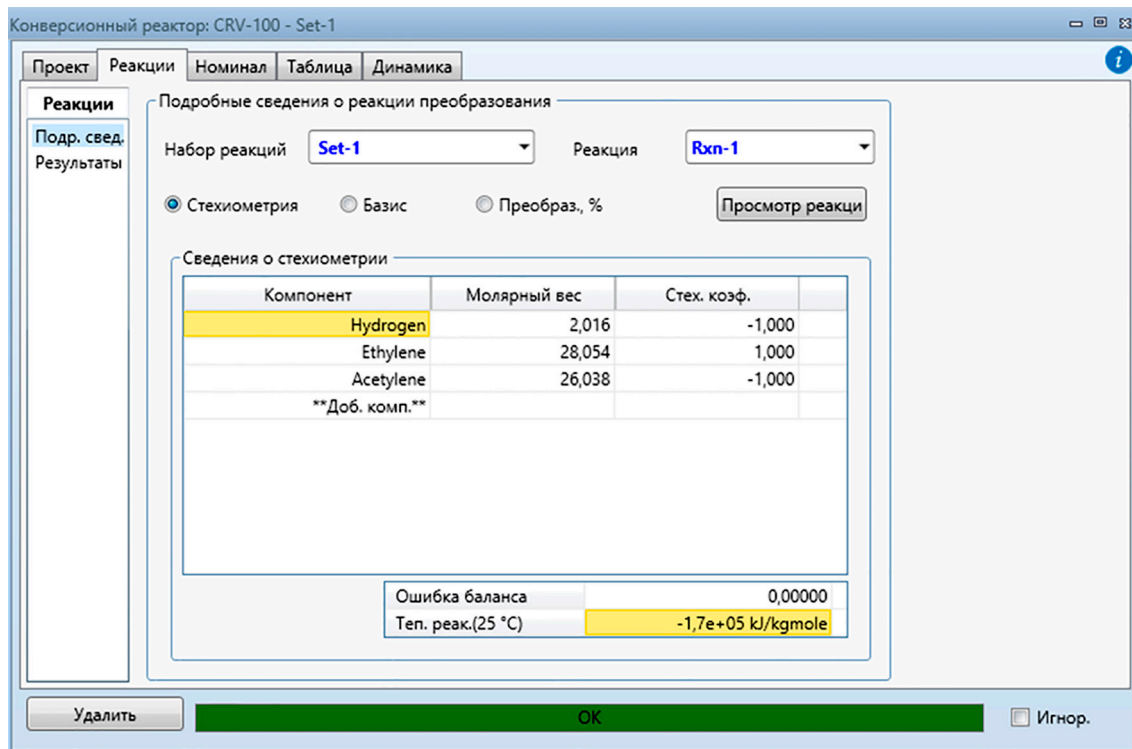 Конверсионный реактор: CRV-100 - Set-1
Проект Реакции Номинал Таблица Динамика
Реакции
Подр. свед.
Результаты
Подробные сведения о реакции преобразования
Набор реакций Set-1 Реакция Rxn-1
Стехиометрия Базис Преобраз., % Просмотр реакци
Сведения о стехиометрии
Компонент Молярный вес Стех. коэф.
Hydrogen 2,016 -1,000
Ethylene 28,054 1,000
Acetylene 26,038 -1,000
**Доб. комп.**
Ошибка баланса 0,00000
Теп. реак.(25 °C) -1,7e+05 kJ/kgmole
Удалить OK Игнор.